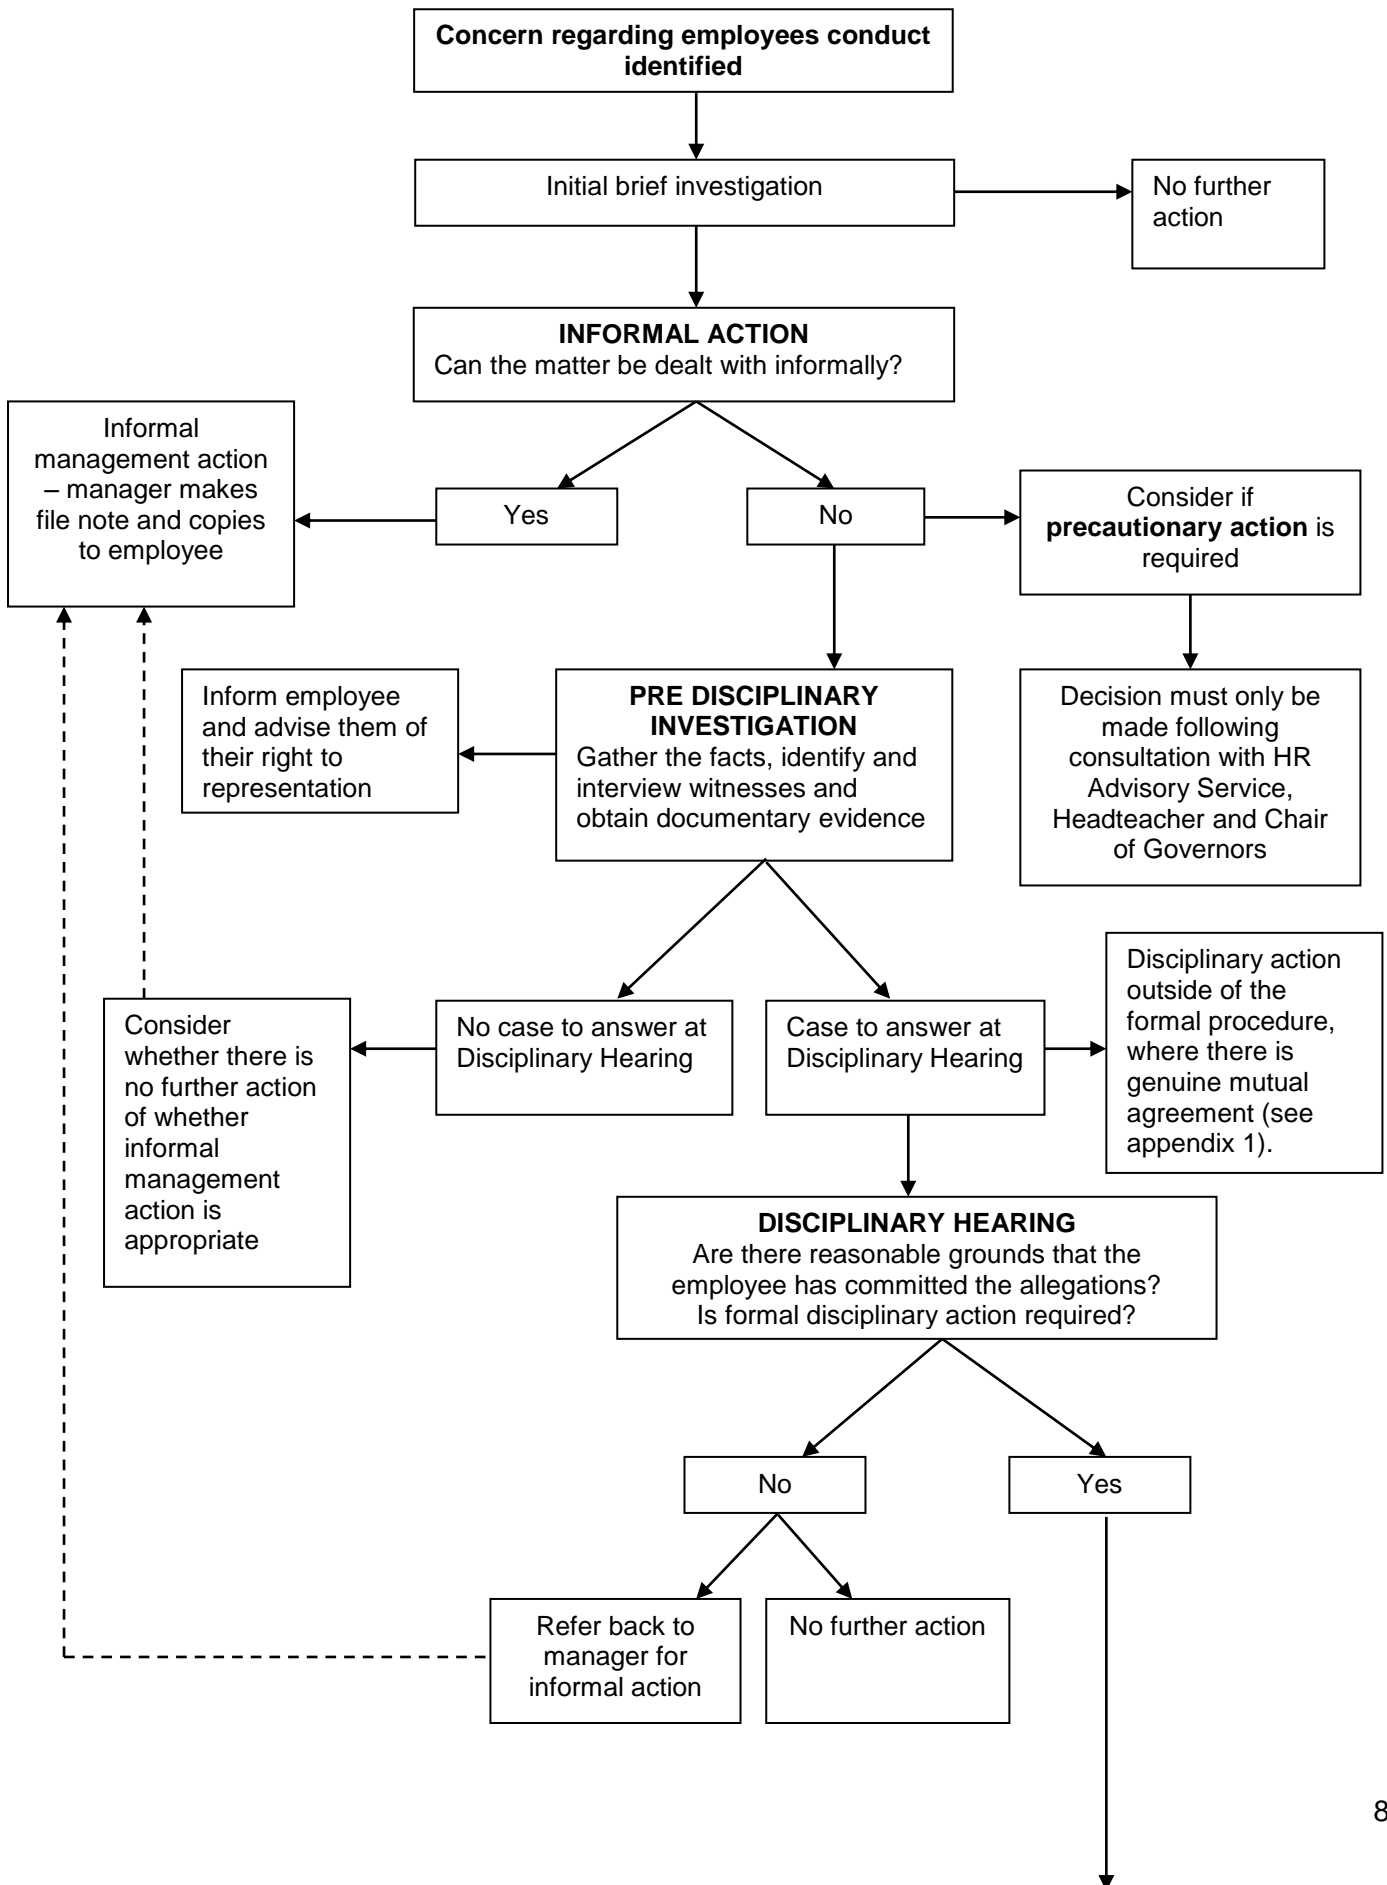 Concern regarding employees conduct
identified
Initial brief investigation
No further
action
INFORMAL ACTION
Can the matter be dealt with informally?
Informal
management action
– manager makes
file note and copies
to employee
Yes
No
Consider if
precautionary action is
required
Inform employee
and advise them of
their right to
representation
PRE DISCIPLINARY
INVESTIGATION
Gather the facts, identify and
interview witnesses and
obtain documentary evidence
Decision must only be
made following
consultation with HR
Advisory Service,
Headteacher and Chair
of Governors
Consider
whether there is
no further action
of whether
informal
management
action is
appropriate
No case to answer at
Disciplinary Hearing
Case to answer at
Disciplinary Hearing
Disciplinary action
outside of the
formal procedure,
where there is
genuine mutual
agreement (see
appendix 1).
DISCIPLINARY HEARING
Are there reasonable grounds that the
employee has committed the allegations?
Is formal disciplinary action required?
No
Yes
Refer back to
manager for
informal action
No further action
8